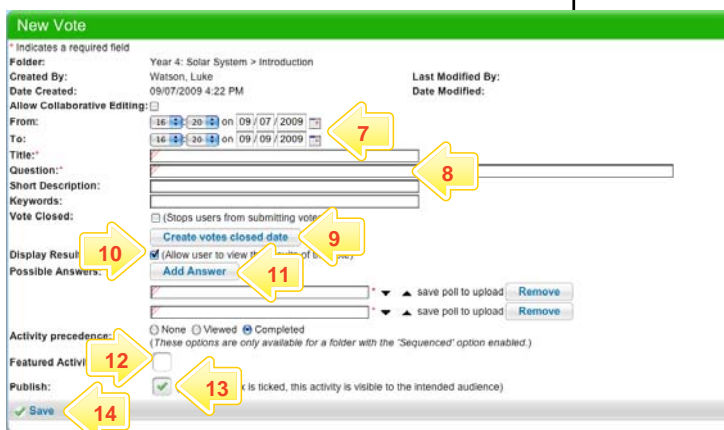 New Vote
* Indicates a required field
Folder: Year 4: Solar System > Introduction
Created By: Watson, Luke Last Modified By:
Date Created: 09/07/2009 4:22 PM Date Modified:
Allow Collaborative Editing:
From: 16 : 20 on 09 / 07 / 2009
7
To: 16 : 20 on 09 / 09 / 2009
Title:*
Question:*
8
Short Description:
Keywords:
Vote Closed: (Stops users from submitting vote
Create votes closed date
9
10
Display Result (Allow user to view th
Possible Answers: Add Answer
11
* save poll to upload Remove
* save poll to upload Remove
Activity precedence: None Viewed Completed
(These options are only available for a folder with the 'Sequenced' option enabled.)
Featured Activi
12
Publish: is ticked, this activity is visible to the intended audience)
13
Save
14